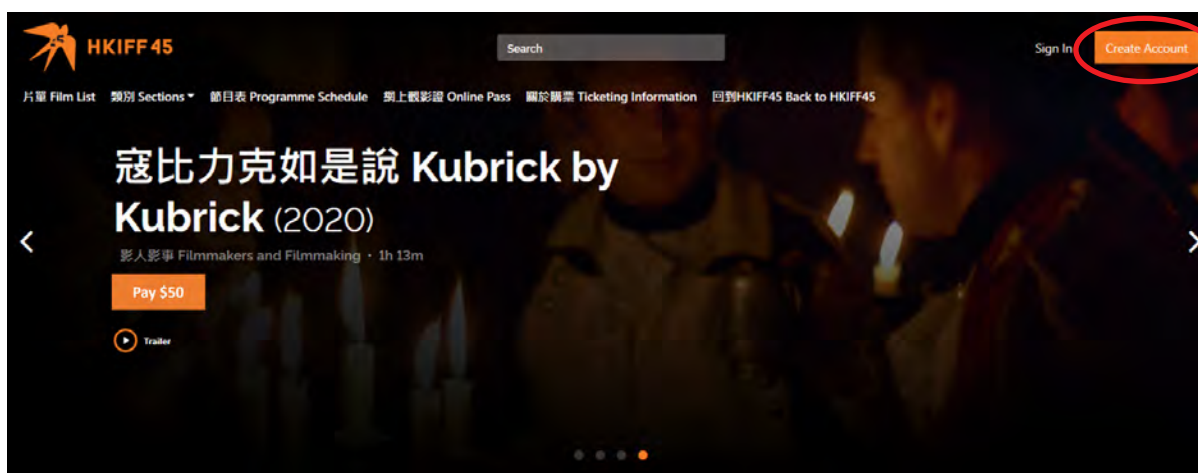 HKIFF 45
Search
Sign In
Create Account
片單 Film List 類別 Sections 節目表 Programme Schedule 網上觀影證 Online Pass 關於購票 Ticketing Information 回到HKIFF45 Back to HKIFF45
寇比力克如是說 Kubrick by
Kubrick (2020)
影人影事 Filmmakers and Filmmaking • 1h 13m
Pay $50
Trailer